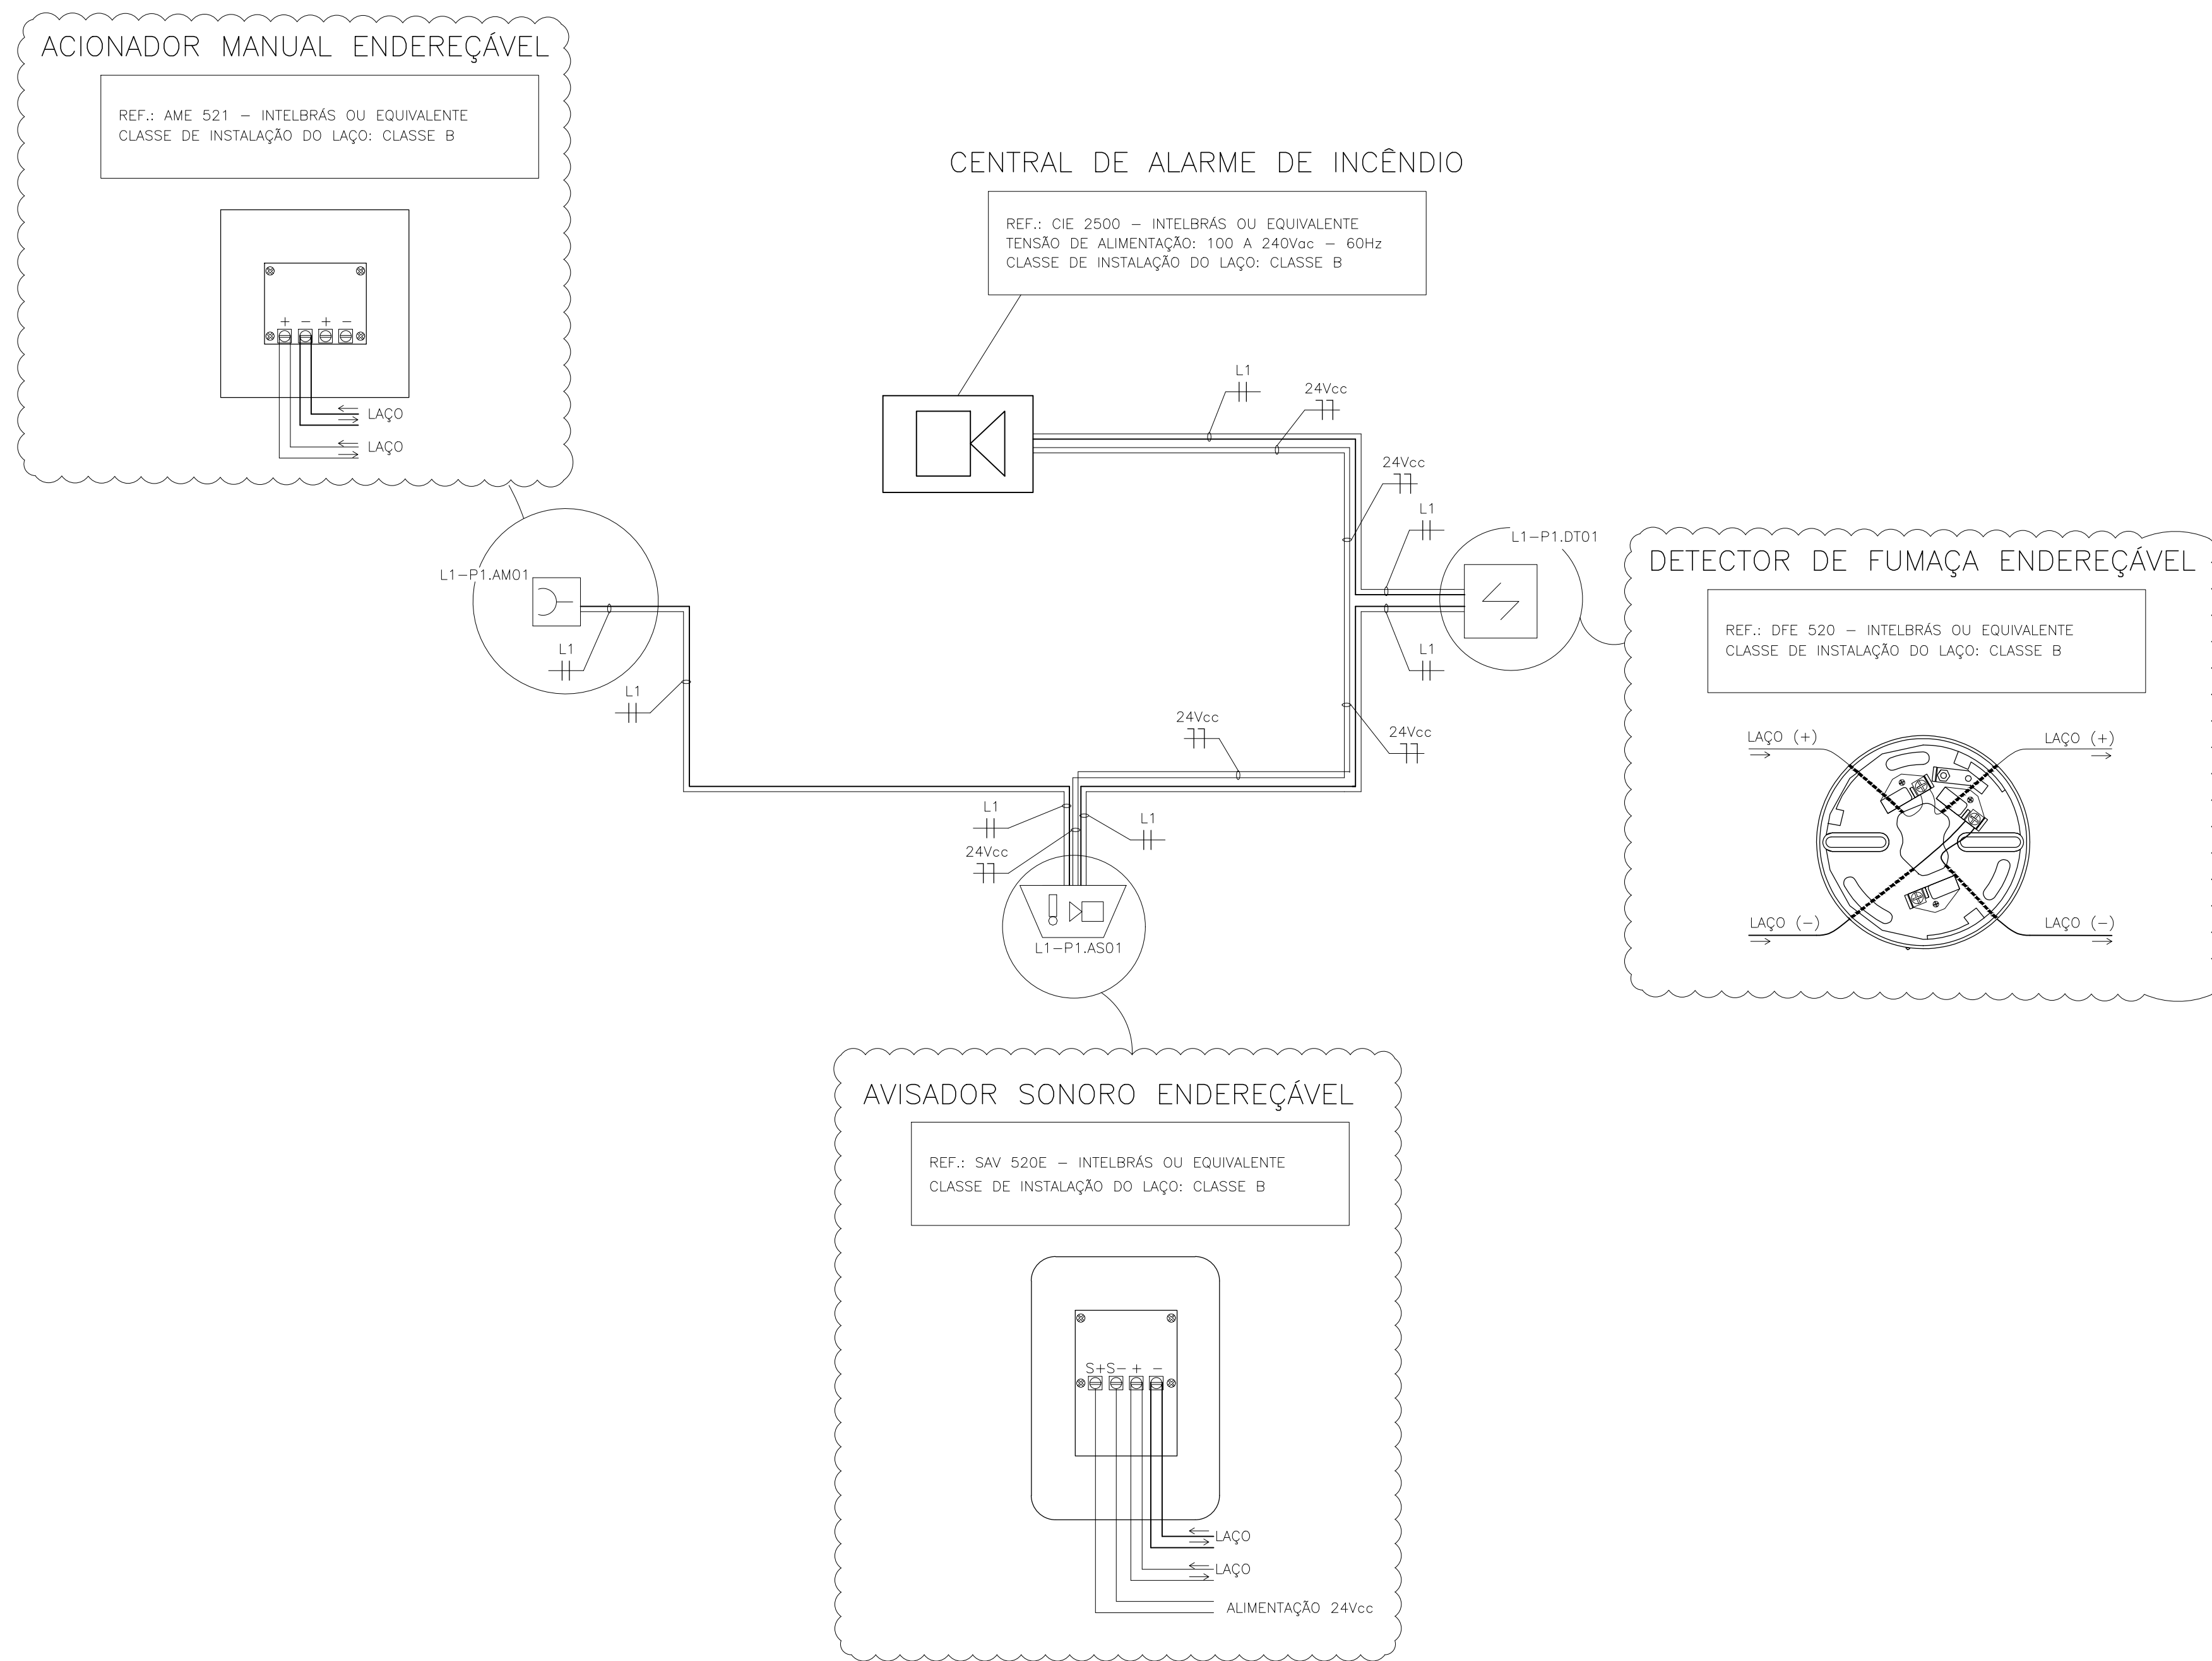 ACIONADOR MANUAL ENDEREÇÁVEL
REF.: AME 521 – INTELBRÁS OU EQUIVALENTE
CLASSE DE INSTALAÇÃO DO LAÇO: CLASSE B
+ – + –
LAÇO
LAÇO
CENTRAL DE ALARME DE INCÊNDIO
REF.: CIE 2500 – INTELBRÁS OU EQUIVALENTE
TENSÃO DE ALIMENTAÇÃO: 100 A 240Vac – 60Hz
CLASSE DE INSTALAÇÃO DO LAÇO: CLASSE B
L1
24Vcc
24Vcc
L1
L1–P1.DT01
L1
24Vcc
24Vcc
L1–P1.AM01
L1
L1
L1
L1
24Vcc
L1–P1.AS01
DETECTOR DE FUMAÇA ENDEREÇÁVEL
REF.: DFE 520 – INTELBRÁS OU EQUIVALENTE
CLASSE DE INSTALAÇÃO DO LAÇO: CLASSE B
LAÇO (+)
LAÇO (+)
LAÇO (–)
LAÇO (–)
AVISADOR SONORO ENDEREÇÁVEL
REF.: SAV 520E – INTELBRÁS OU EQUIVALENTE
CLASSE DE INSTALAÇÃO DO LAÇO: CLASSE B
S+ S– + –
LAÇO
LAÇO
ALIMENTAÇÃO 24Vcc